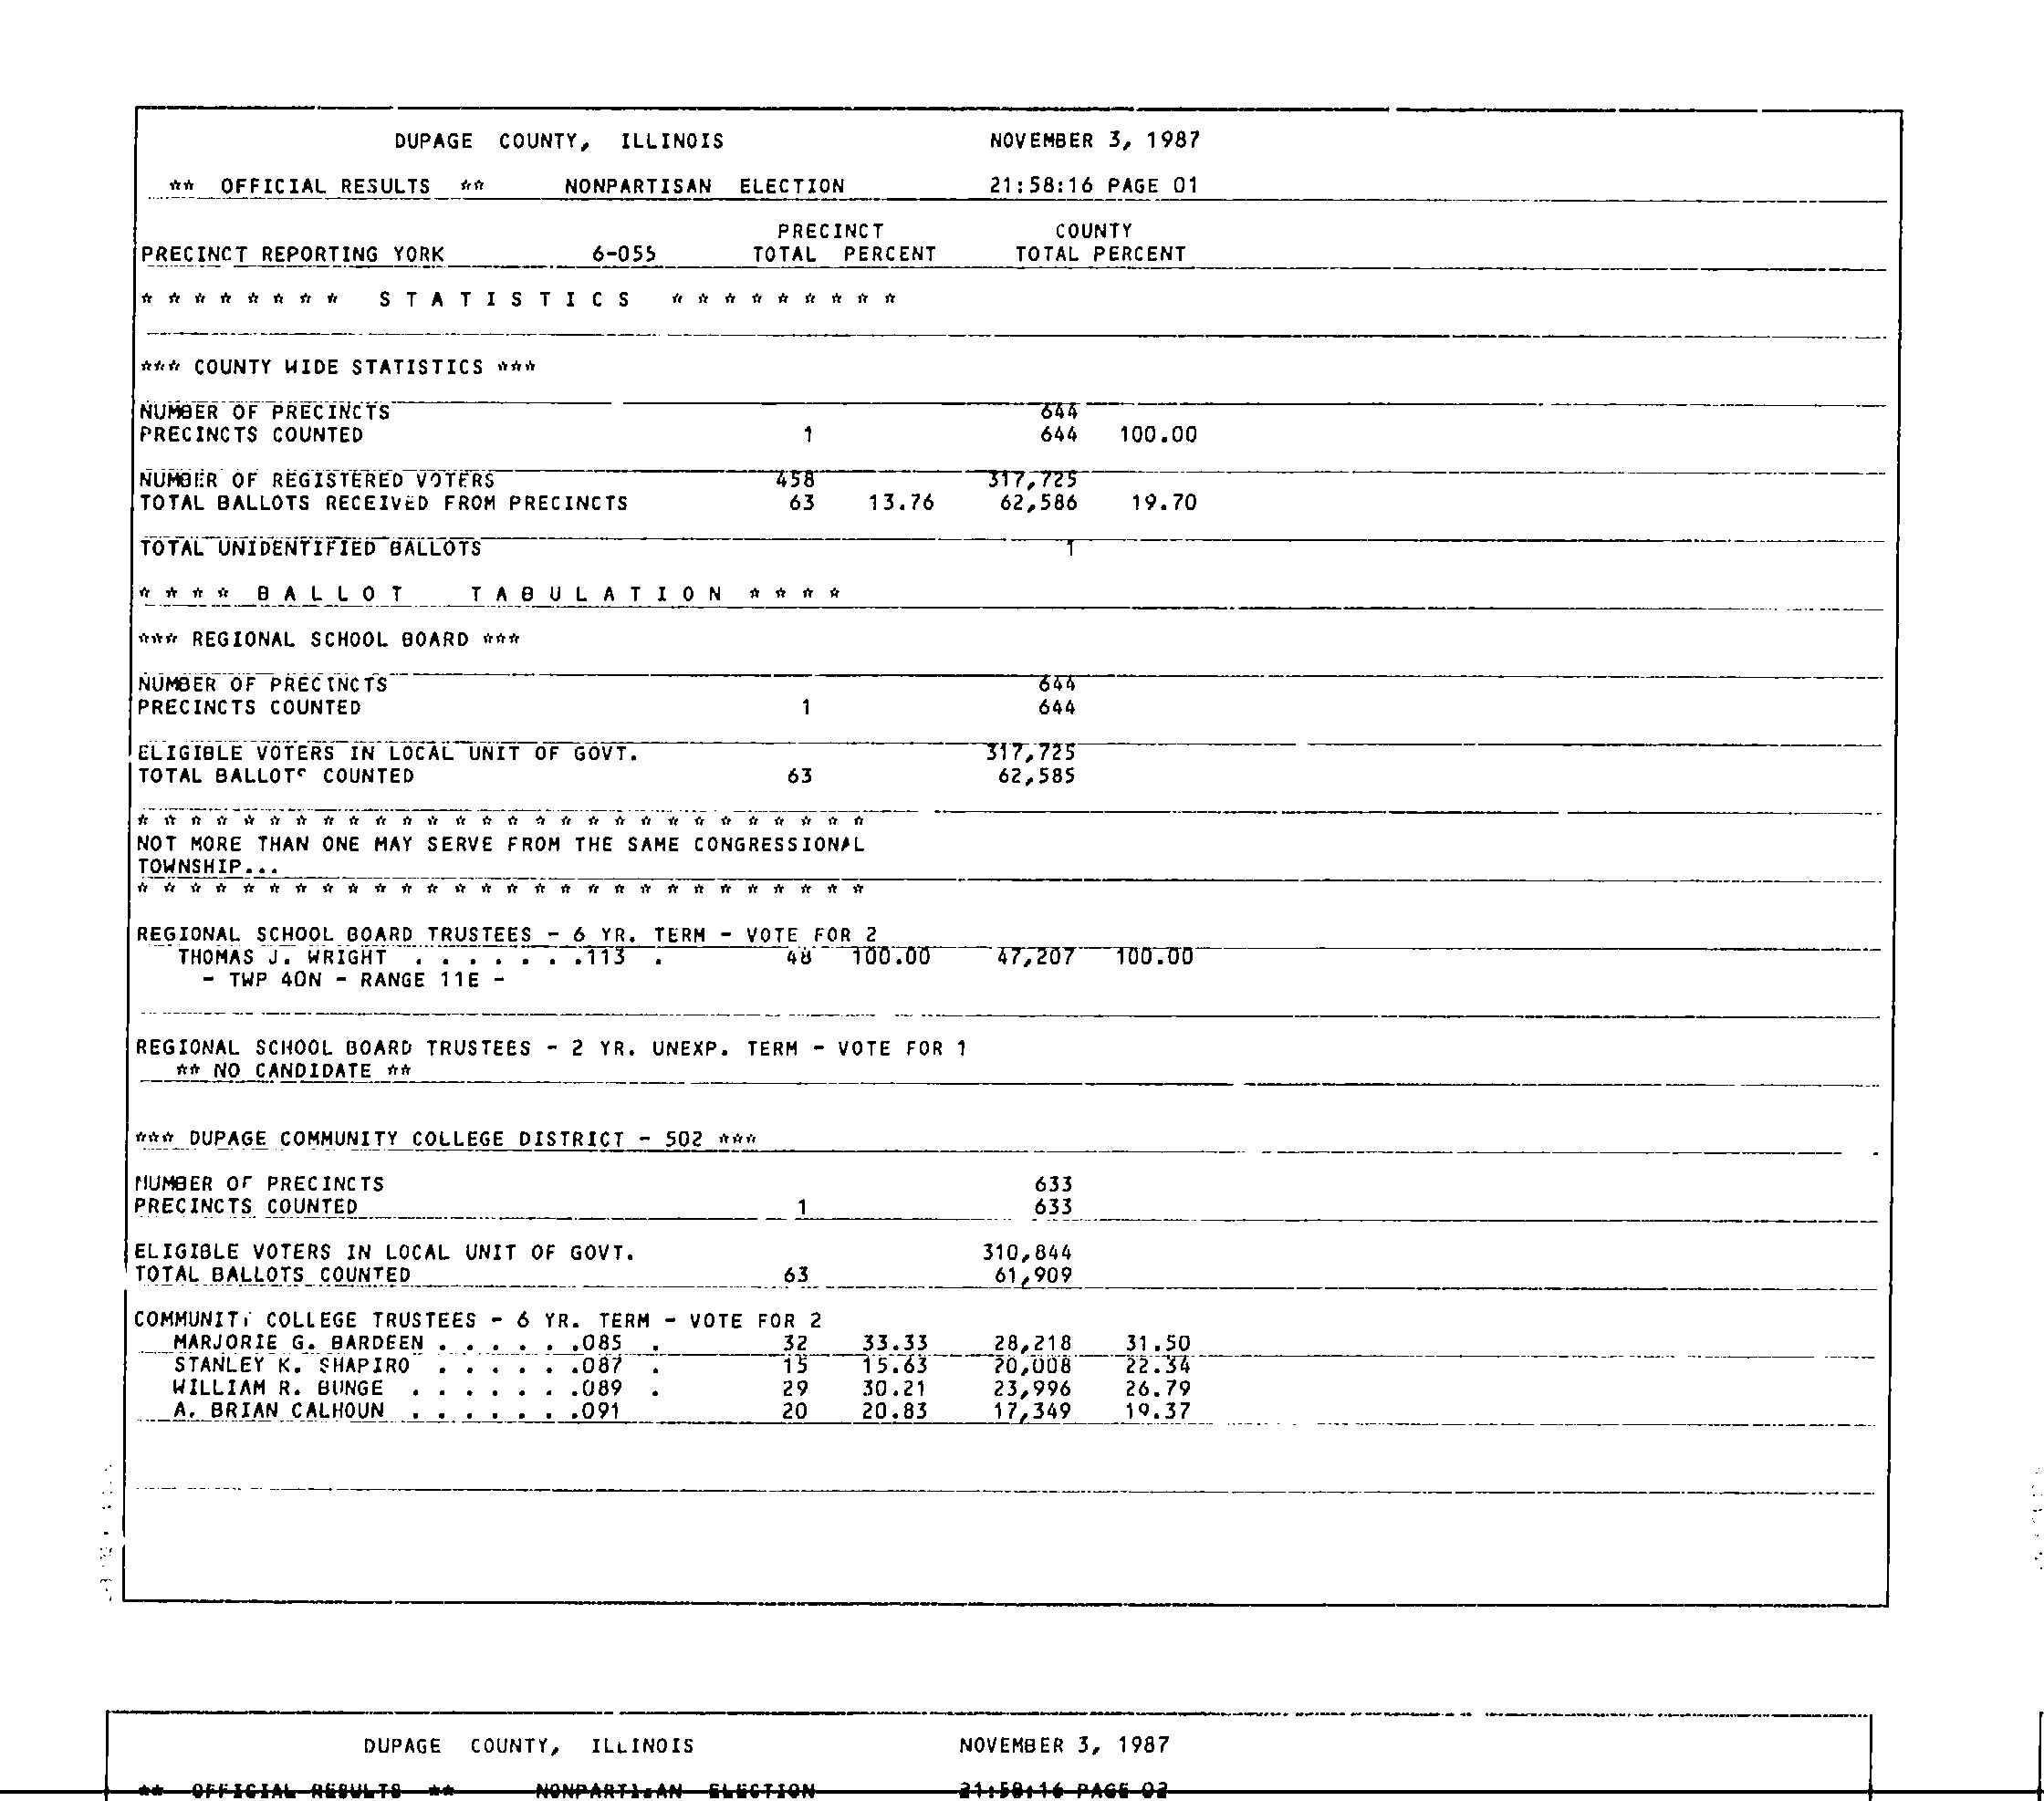 DUPAGE COUNTY, ILLINOIS NOVEMBER 3, 1987
** OFFICIAL RESULTS ** NONPARTISAN ELECTION 21:58:16 PAGE 01
PRECINCT COUNTY
PRECINCT REPORTING YORK 6-055 TOTAL PERCENT TOTAL PERCENT
* * * * * * * * S T A T I S T I C S * * * * * * * * *
*** COUNTY WIDE STATISTICS ***
NUMBER OF PRECINCTS 644
PRECINCTS COUNTED 1 644 100.00
NUMBER OF REGISTERED VOTERS 458 317,725
TOTAL BALLOTS RECEIVED FROM PRECINCTS 63 13.76 62,586 19.70
TOTAL UNIDENTIFIED BALLOTS 1
* * * * B A L L O T T A B U L A T I O N * * * *
*** REGIONAL SCHOOL BOARD ***
NUMBER OF PRECINCTS 644
PRECINCTS COUNTED 1 644
ELIGIBLE VOTERS IN LOCAL UNIT OF GOVT. 317,725
TOTAL BALLOTS COUNTED 63 62,585
* * * * * * * * * * * * * * * * * * * * * * * * * * * *
NOT MORE THAN ONE MAY SERVE FROM THE SAME CONGRESSIONAL
TOWNSHIP...
* * * * * * * * * * * * * * * * * * * * * * * * * * * *
REGIONAL SCHOOL BOARD TRUSTEES - 6 YR. TERM - VOTE FOR 2
THOMAS J. WRIGHT . . . . . . .113 . 48 100.00 47,207 100.00
- TWP 40N - RANGE 11E -
REGIONAL SCHOOL BOARD TRUSTEES - 2 YR. UNEXP. TERM - VOTE FOR 1
** NO CANDIDATE **
*** DUPAGE COMMUNITY COLLEGE DISTRICT - 502 ***
NUMBER OF PRECINCTS 633
PRECINCTS COUNTED 1 633
ELIGIBLE VOTERS IN LOCAL UNIT OF GOVT. 310,844
TOTAL BALLOTS COUNTED 63 61,909
COMMUNITY COLLEGE TRUSTEES - 6 YR. TERM - VOTE FOR 2
MARJORIE G. BARDEEN . . . . . .085 . 32 33.33 28,218 31.50
STANLEY K. SHAPIRO . . . . . .087 . 15 15.63 20,008 22.34
WILLIAM R. BUNGE . . . . . . .089 . 29 30.21 23,996 26.79
A. BRIAN CALHOUN . . . . . . .091 20 20.83 17,349 19.37
DUPAGE COUNTY, ILLINOIS NOVEMBER 3, 1987
** OFFICIAL RESULTS ** NONPARTISAN ELECTION 21:58:16 PAGE 02